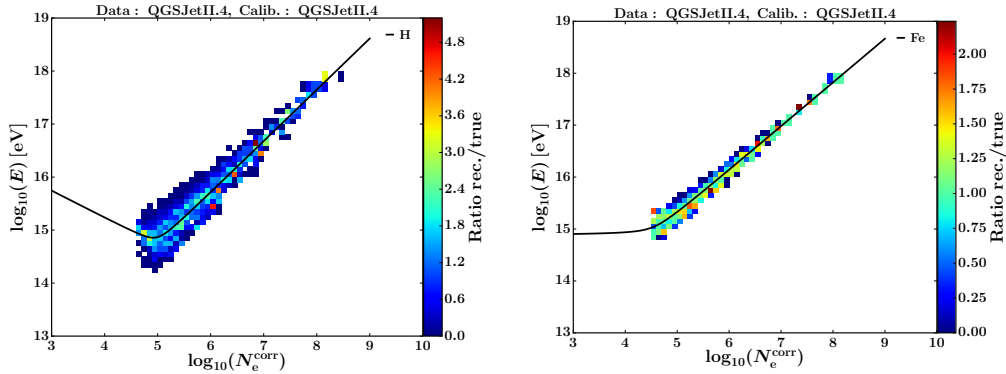 Data : QGSJetII.4, Calib. : QGSJetII.4
19
18
17
16
15
14
13
log₁₀(E) [eV]
H
3 4 5 6 7 8 9 10
log₁₀(Nₑᶜᵒʳʳ)
4.8
4.2
3.6
3.0
2.4
1.8
1.2
0.6
0.0
Ratio rec./true
Data : QGSJetII.4, Calib. : QGSJetII.4
19
18
17
16
15
14
13
log₁₀(E) [eV]
Fe
3 4 5 6 7 8 9 10
log₁₀(Nₑᶜᵒʳʳ)
2.00
1.75
1.50
1.25
1.00
0.75
0.50
0.25
0.00
Ratio rec./true